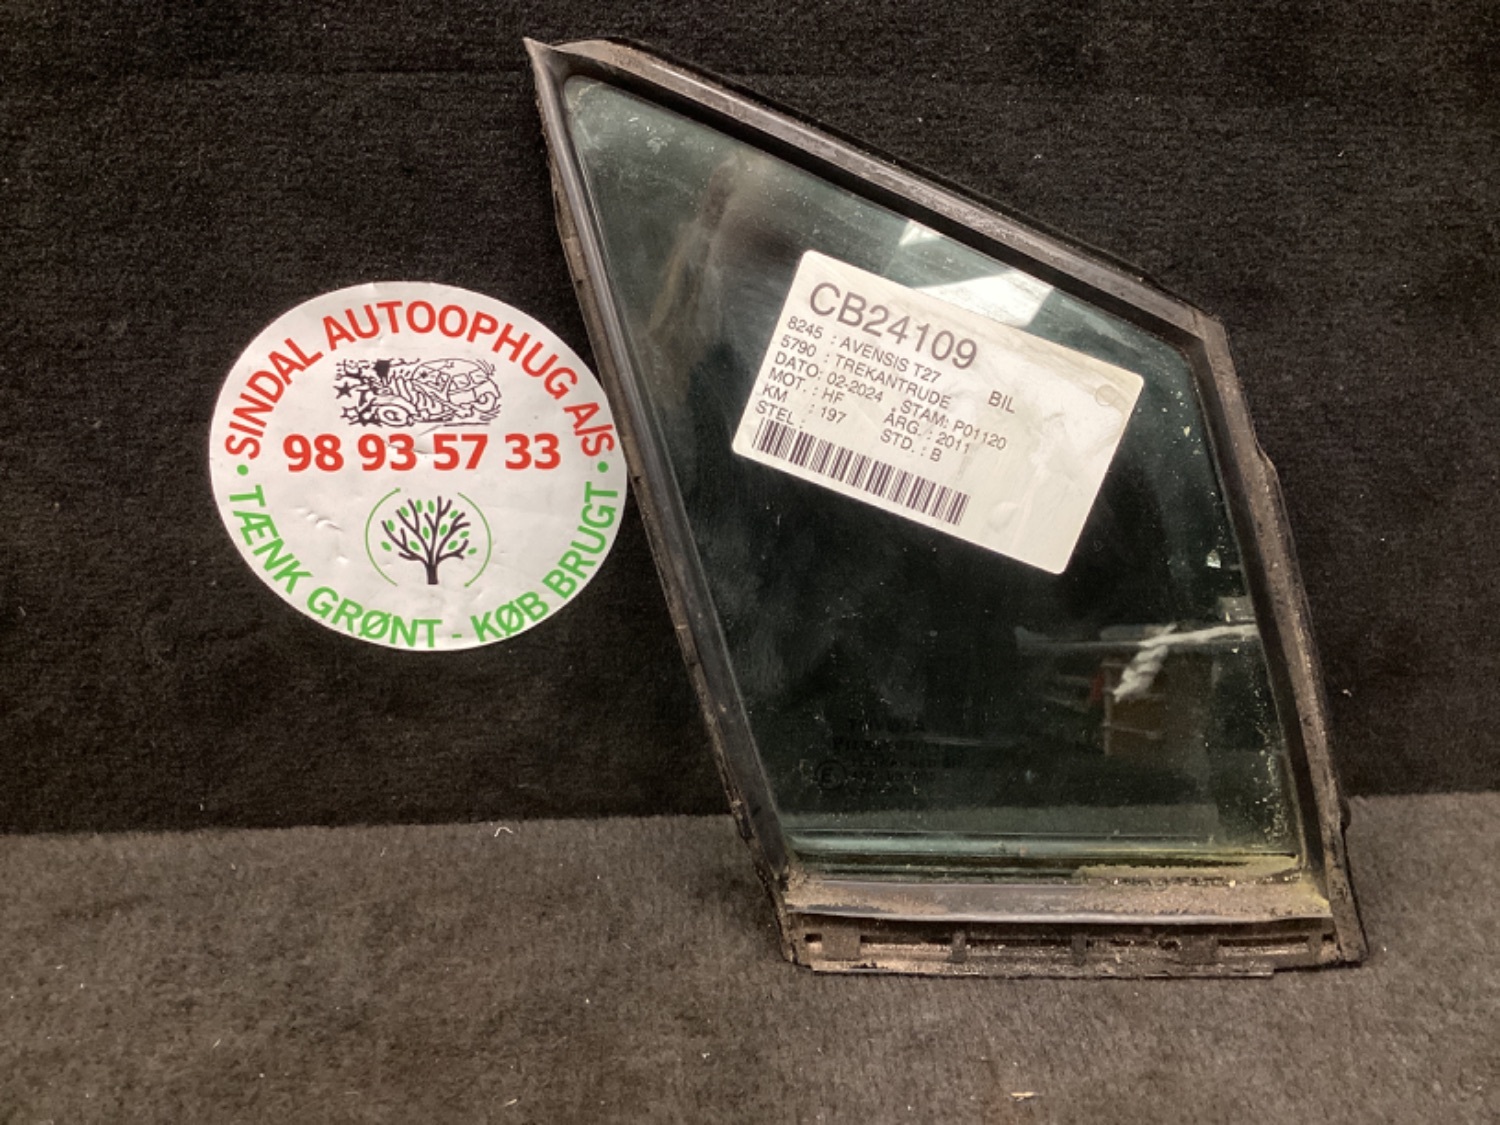 SINDAL AUTOOPHUG A/S
98 93 57 33
• TÆNK GRØNT - KØB BRUGT •
CB24109
8245 : AVENSIS T27 BIL
5790 : TREKANTRUDE
DATO: 02-2024 STAM: P01120
MOT. : HF ÅRG. : 2011
KM : 197 STD. : B
STEL :
TOYOTA
E